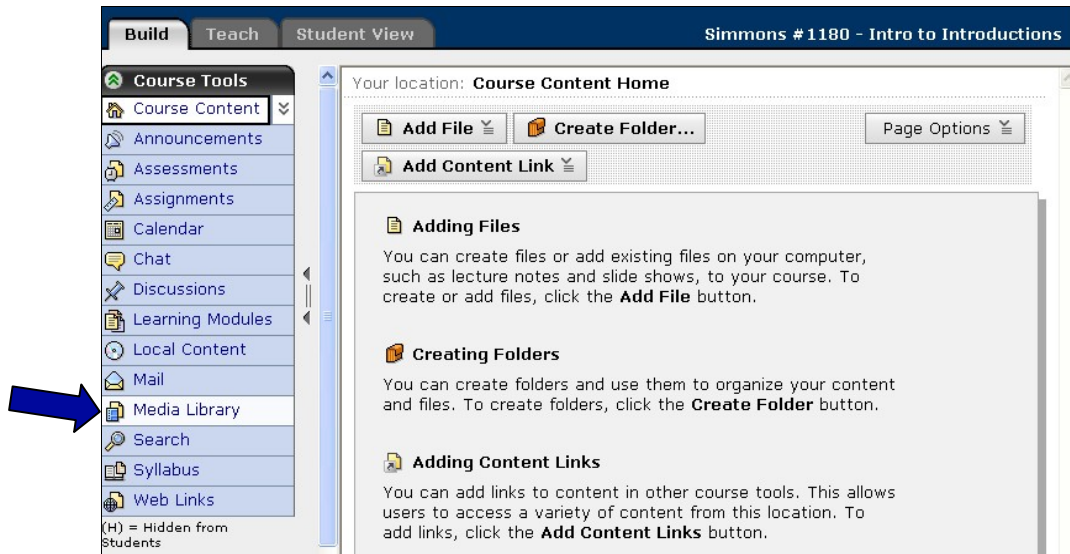 Build Teach Student View Simmons #1180 - Intro to Introductions
Course Tools
Course Content
Announcements
Assessments
Assignments
Calendar
Chat
Discussions
Learning Modules
Local Content
Mail
Media Library
Search
Syllabus
Web Links
(H) = Hidden from
Students
Your location: Course Content Home
Add File Create Folder... Page Options
Add Content Link
Adding Files
You can create files or add existing files on your computer,
such as lecture notes and slide shows, to your course. To
create or add files, click the Add File button.
Creating Folders
You can create folders and use them to organize your content
and files. To create folders, click the Create Folder button.
Adding Content Links
You can add links to content in other course tools. This allows
users to access a variety of content from this location. To
add links, click the Add Content Links button.